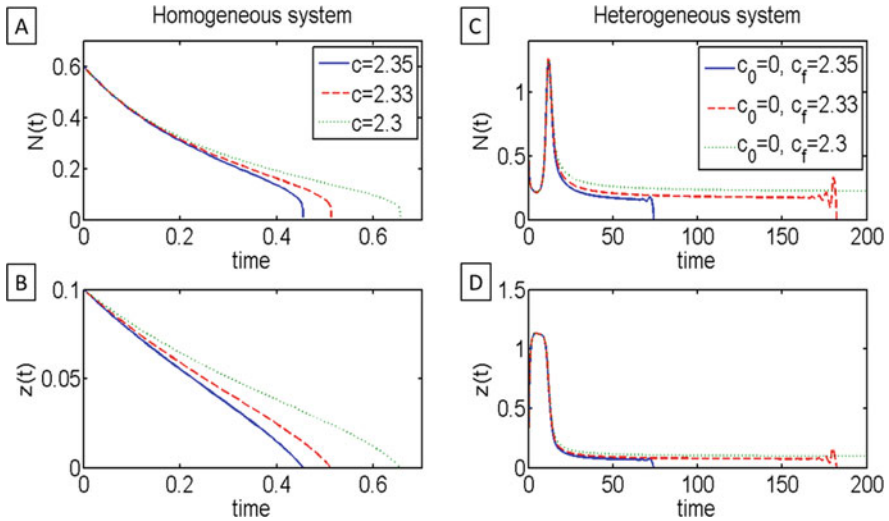 Homogeneous system
A
N(t)
0.6
0.4
0.2
0
c=2.35
c=2.33
c=2.3
0
0.2
0.4
0.6
time
B
z(t)
0.1
0.05
0
0
0.2
0.4
0.6
time
Heterogeneous system
C
N(t)
1
0.5
0
c0=0, cf=2.35
c0=0, cf=2.33
c0=0, cf=2.3
0
50
100
150
200
time
D
z(t)
1.5
1
0.5
0
0
50
100
150
200
time